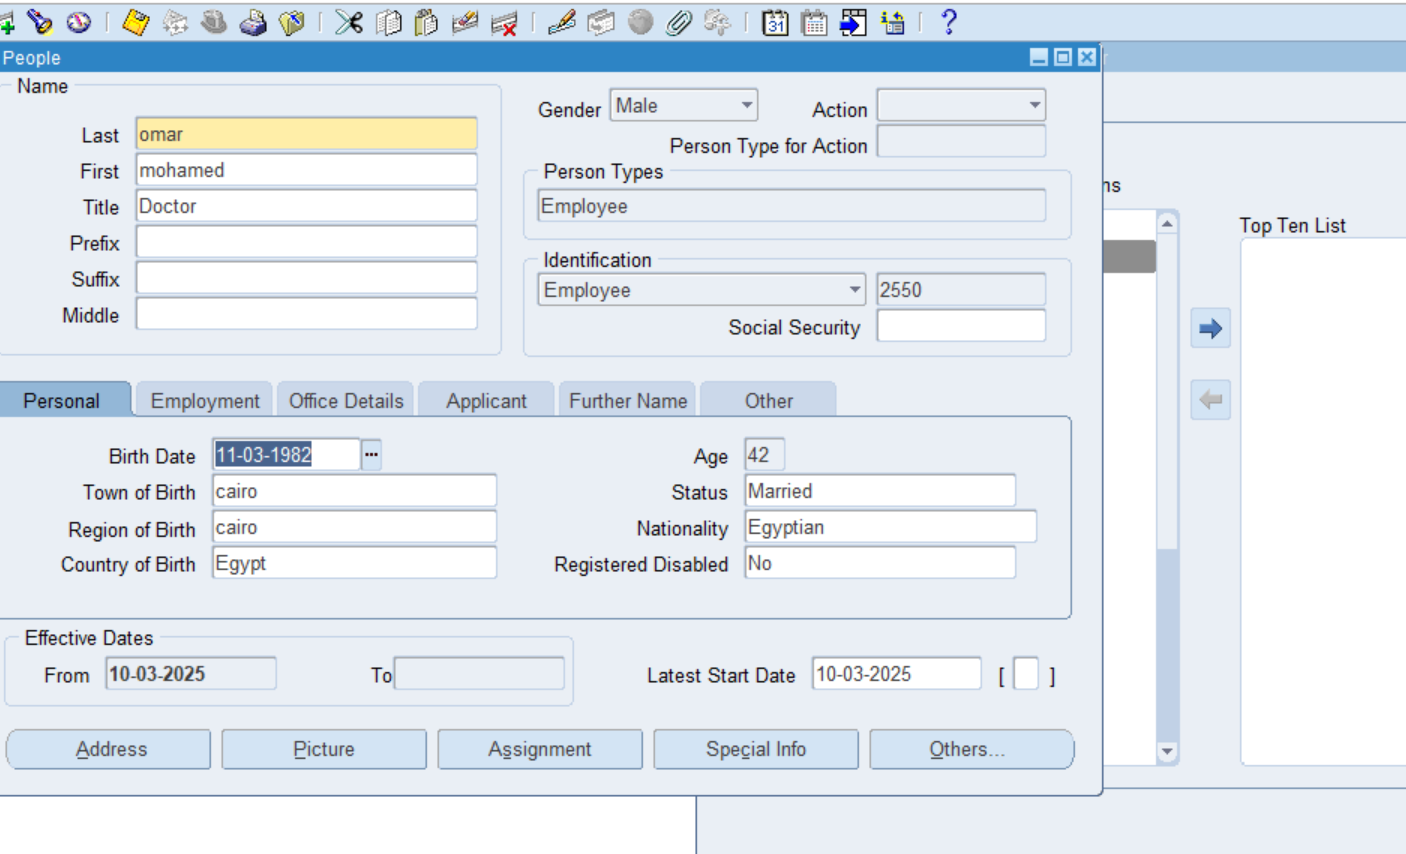 31
?
People
Name
Last omar
First mohamed
Title Doctor
Prefix
Suffix
Middle
Gender Male Action
Person Type for Action
Person Types
Employee
Identification
Employee 2550
Social Security
Personal Employment Office Details Applicant Further Name Other
Birth Date 11-03-1982 ... Age 42
Town of Birth cairo Status Married
Region of Birth cairo Nationality Egyptian
Country of Birth Egypt Registered Disabled No
Effective Dates
From 10-03-2025 To Latest Start Date 10-03-2025 [ ]
Address Picture Assignment Special Info Others...
ns
Top Ten List